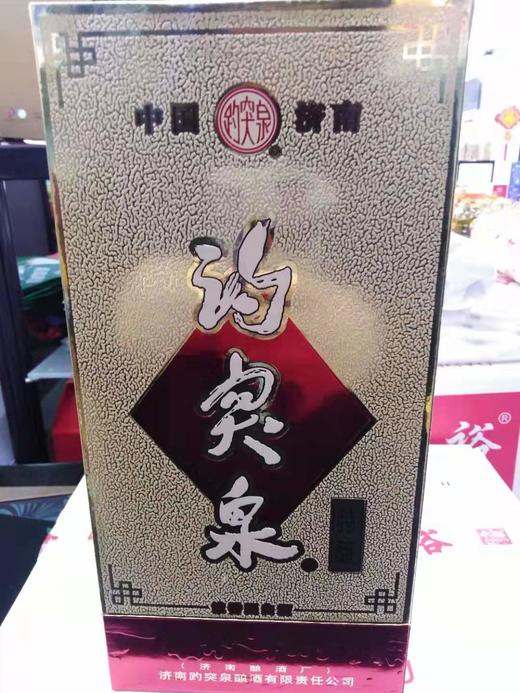 中国 趵突泉 济南
趵突泉
(济南酿酒厂)
济南趵突泉酿酒有限责任公司
裕